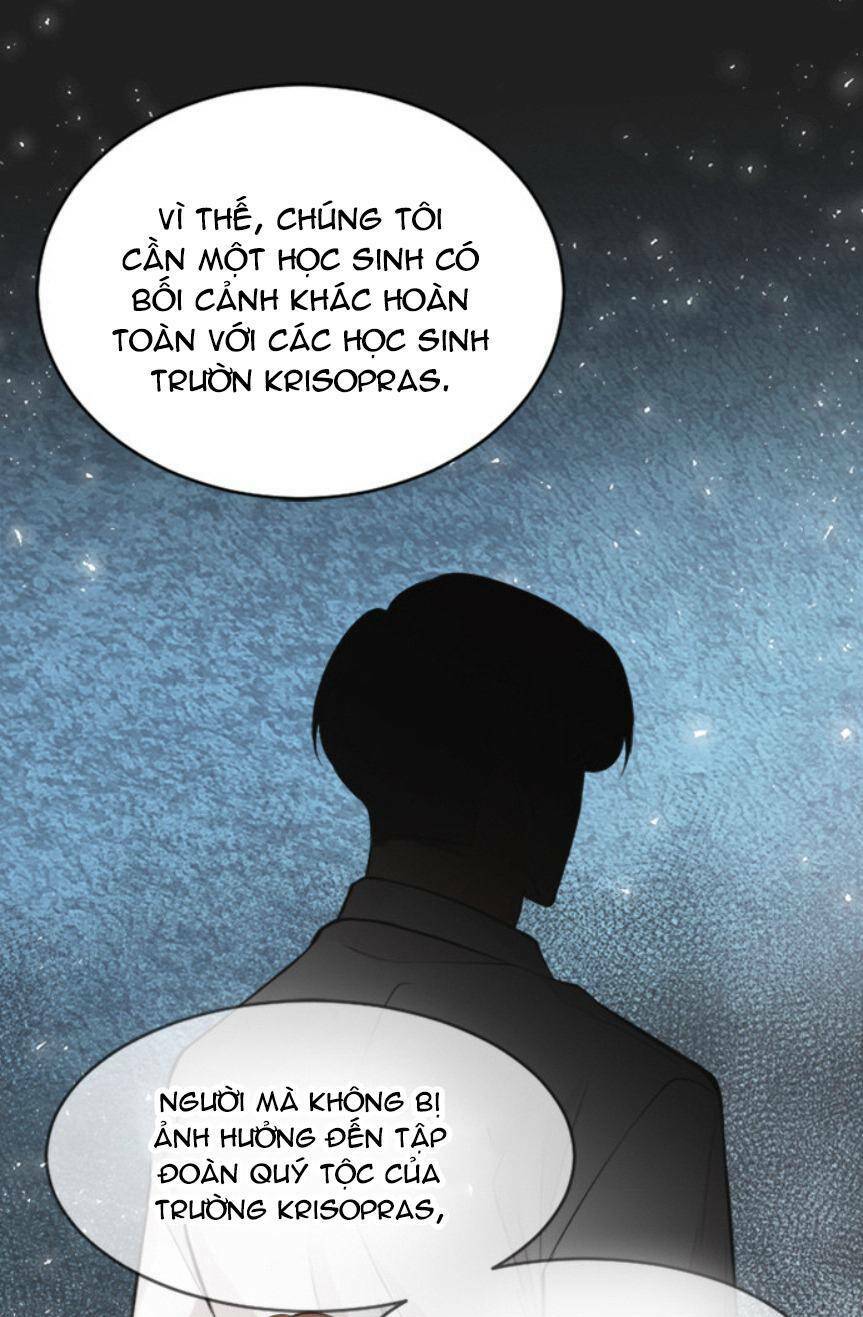 VÌ THẾ, CHÚNG TÔI
CẦN MỘT HỌC SINH CÓ
BỐI CẢNH KHÁC HOÀN
TOÀN VỚI CÁC HỌC SINH
TRƯỜN KRISOPRAS.
NGƯỜI MÀ KHÔNG BỊ
ẢNH HƯỞNG ĐẾN TẬP
ĐOÀN QUÝ TỘC CỦA
TRƯỜNG KRISOPRAS,